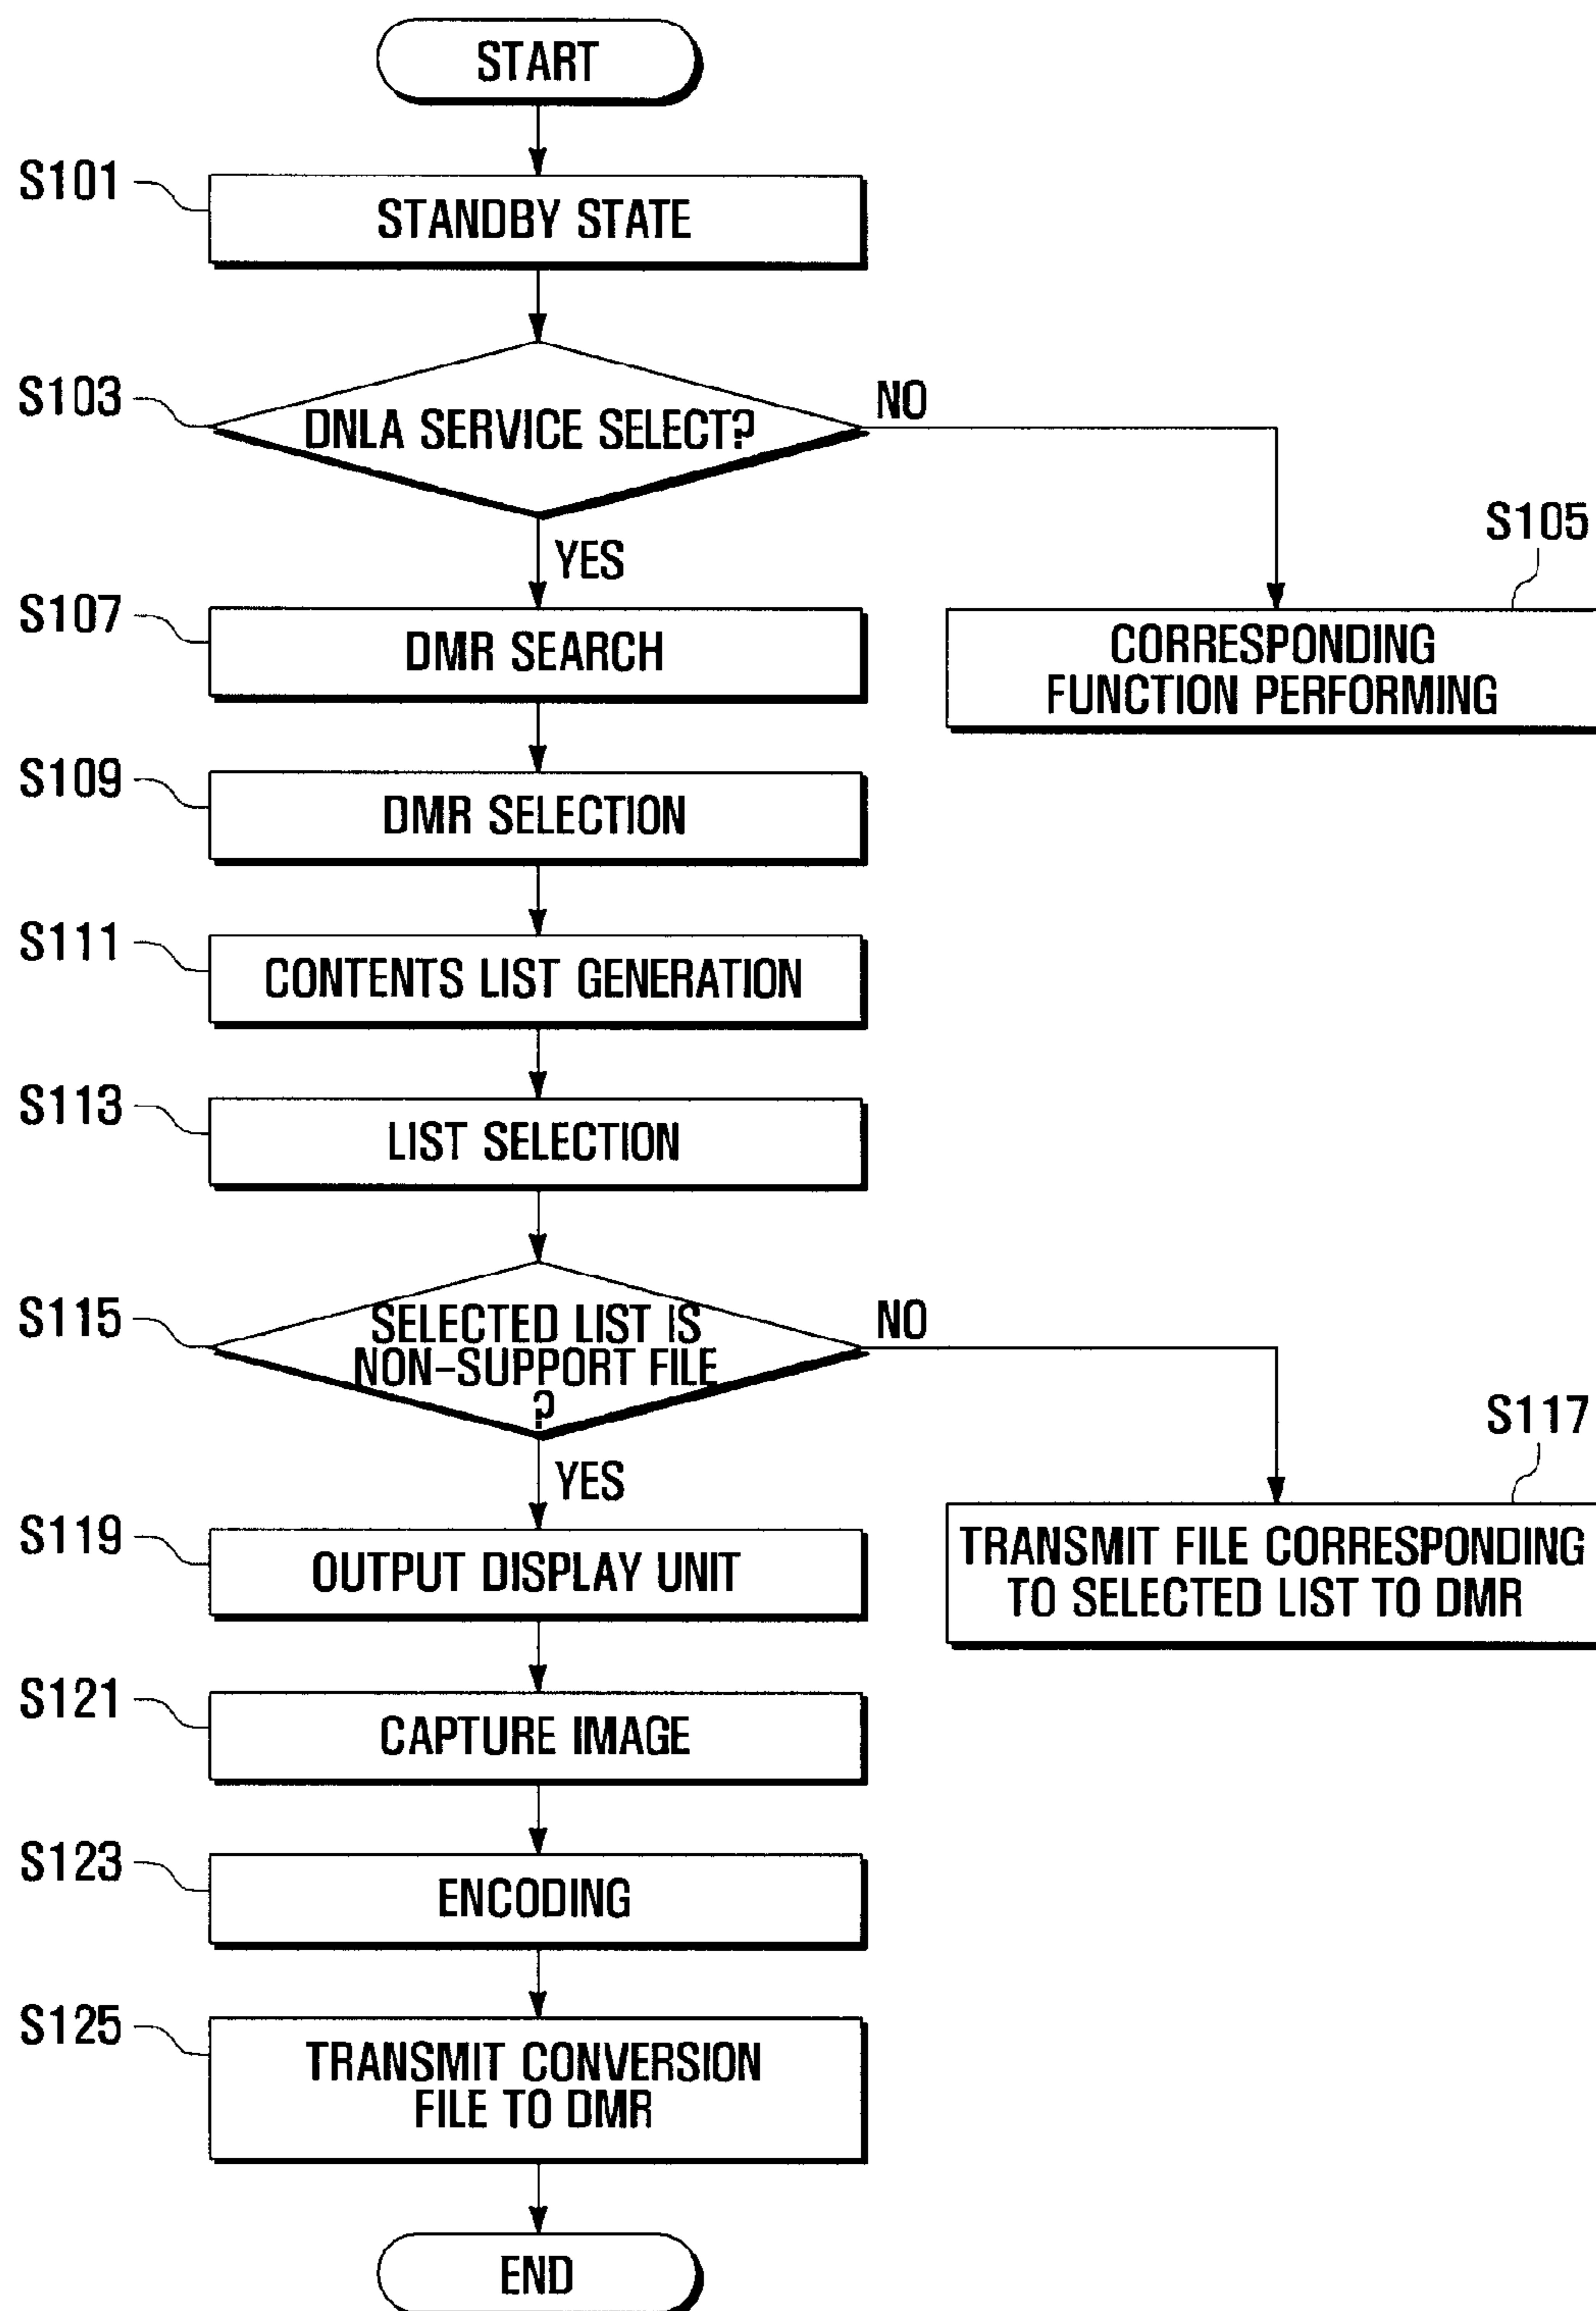 START
S101
STANDBY STATE
S103
DNLA SERVICE SELECT?
NO
YES
S105
CORRESPONDING
FUNCTION PERFORMING
S107
DMR SEARCH
S109
DMR SELECTION
S111
CONTENTS LIST GENERATION
S113
LIST SELECTION
S115
SELECTED LIST IS
NON-SUPPORT FILE
?
NO
YES
S117
TRANSMIT FILE CORRESPONDING
TO SELECTED LIST TO DMR
S119
OUTPUT DISPLAY UNIT
S121
CAPTURE IMAGE
S123
ENCODING
S125
TRANSMIT CONVERSION
FILE TO DMR
END